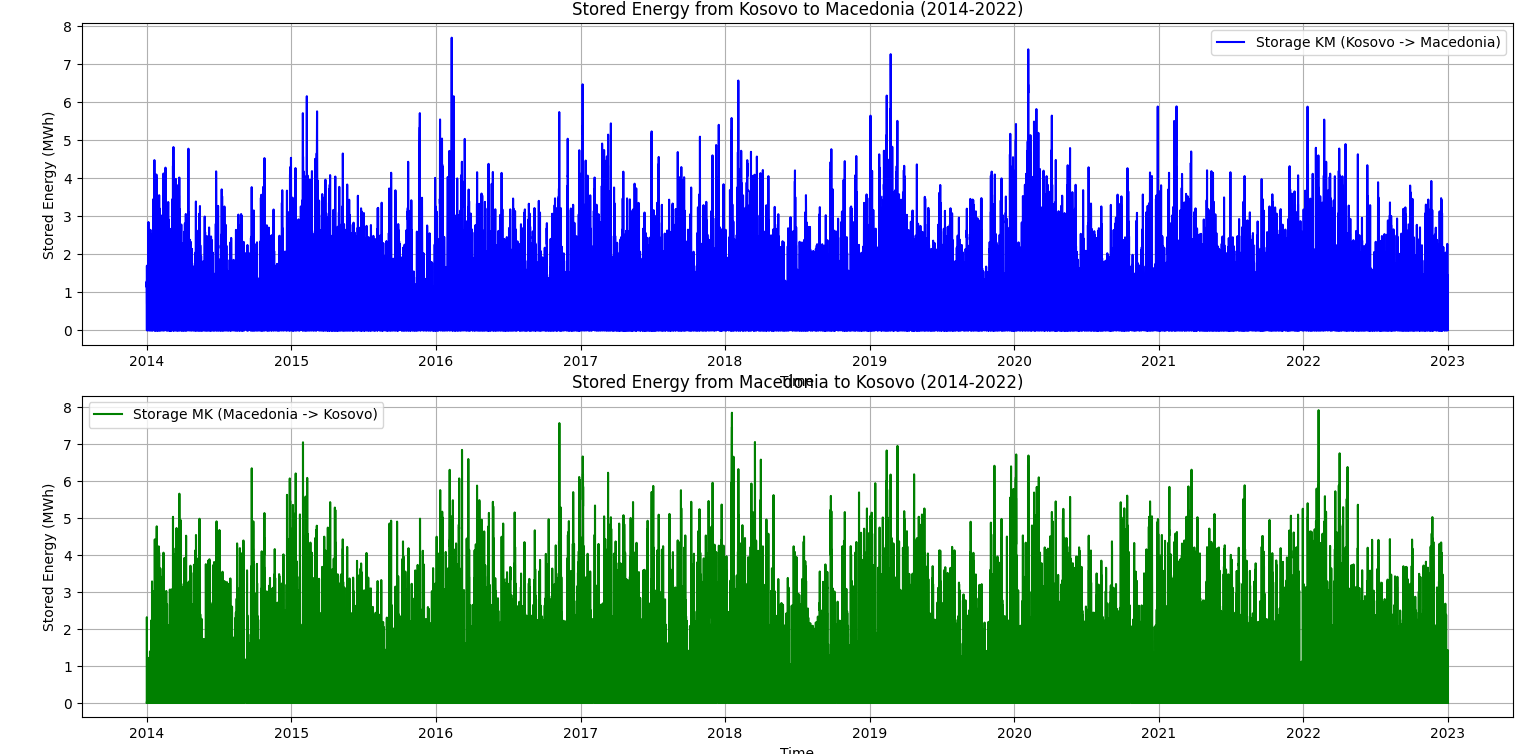 Stored Energy from Kosovo to Macedonia (2014-2022)
8
7
6
5
4
3
2
1
0
Stored Energy (MWh)
Storage KM (Kosovo -> Macedonia)
2014 2015 2016 2017 2018 2019 2020 2021 2022 2023
Time
Stored Energy from Macedonia to Kosovo (2014-2022)
8
7
6
5
4
3
2
1
0
Stored Energy (MWh)
Storage MK (Macedonia -> Kosovo)
2014 2015 2016 2017 2018 2019 2020 2021 2022 2023
Time